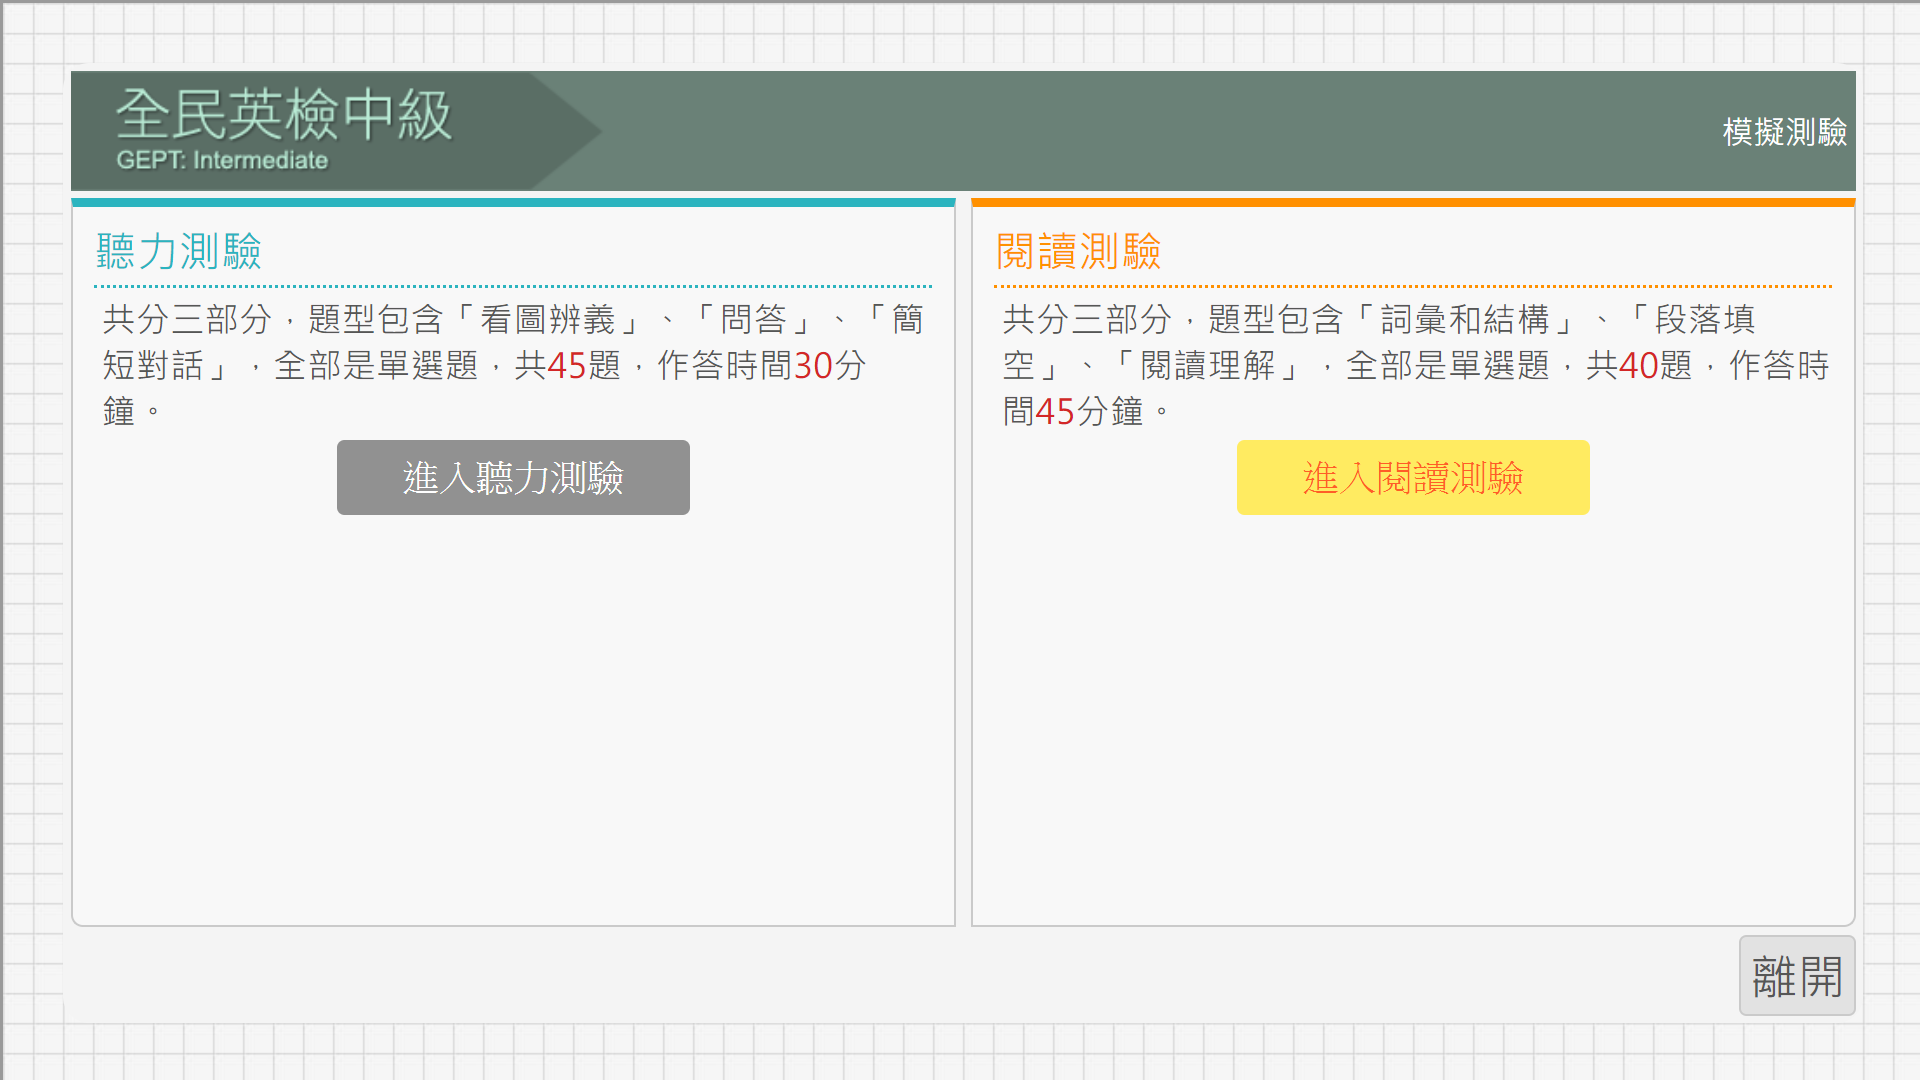 全民英檢中級
GEPT: Intermediate
模擬測驗
聽力測驗
共分三部分，題型包含「看圖辨義」、「問答」、「簡
短對話」，全部是單選題，共45題，作答時間30分
鐘。
進入聽力測驗
閱讀測驗
共分三部分，題型包含「詞彙和結構」、「段落填
空」、「閱讀理解」，全部是單選題，共40題，作答時
間45分鐘。
進入閱讀測驗
離開